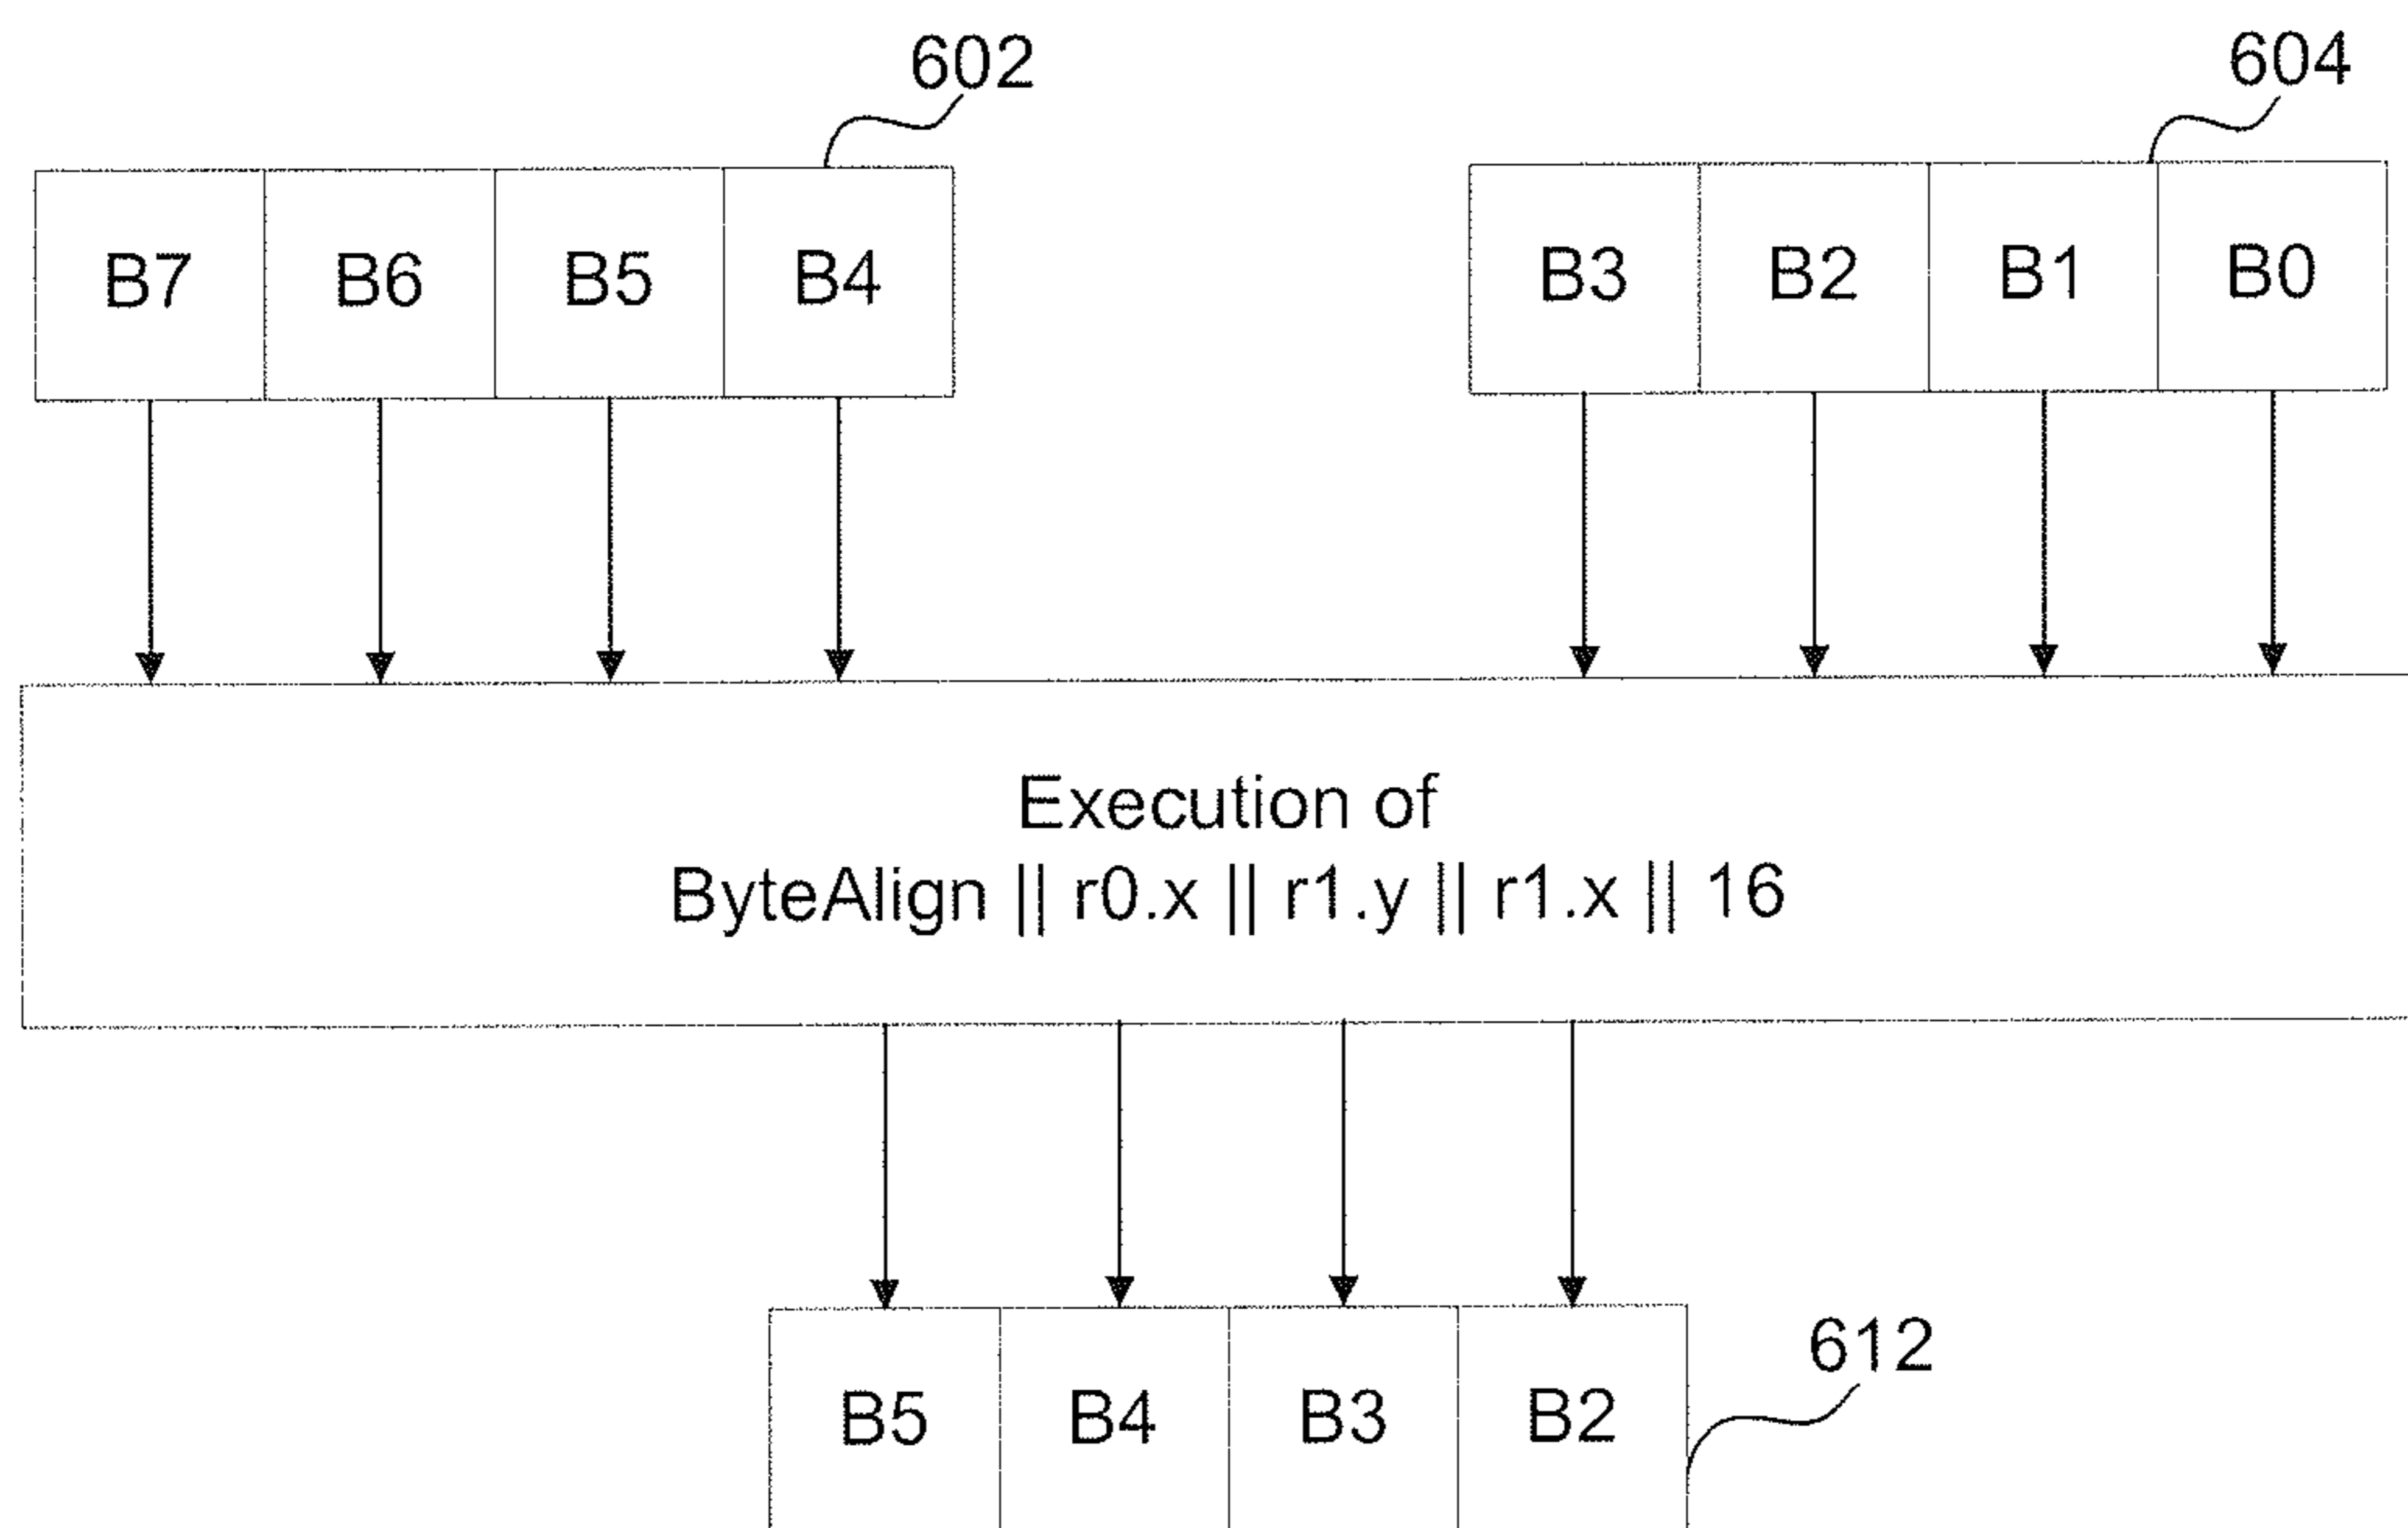 602 604
B7 B6 B5 B4 B3 B2 B1 B0
Execution of
ByteAlign || r0.x || r1.y || r1.x || 16
612
B5 B4 B3 B2